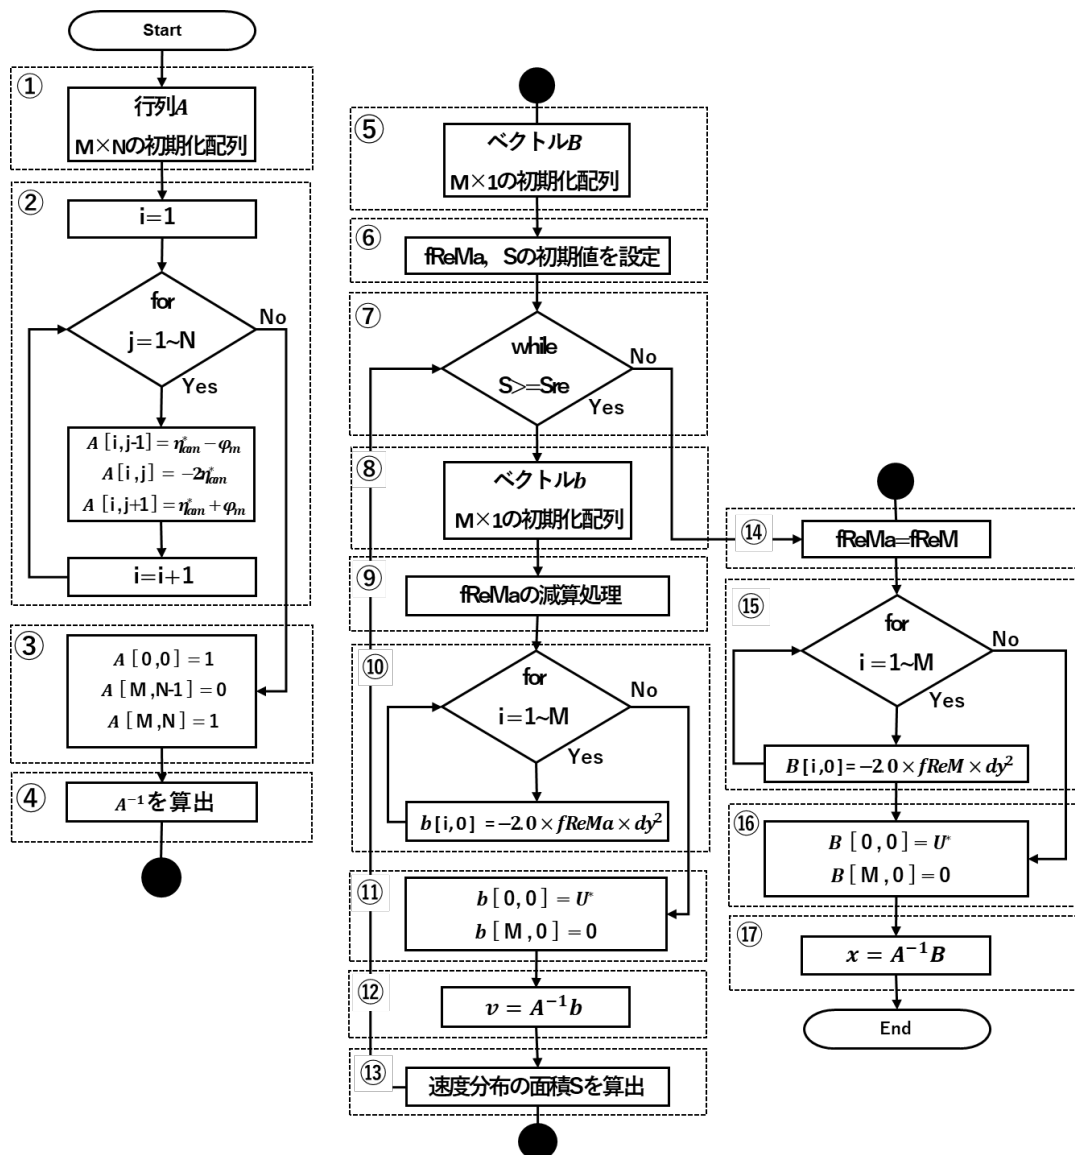 Start
①
行列A
M×Nの初期化配列
②
i=1
for
j=1~N
No
Yes
A [i,j-1]=η*lam−φm
A [i,j] = −2η*lam
A [i,j+1]=η*lam+φm
i=i+1
③
A [0,0] = 1
A [M,N-1] = 0
A [M,N] = 1
④
A⁻¹を算出
⑤
ベクトルB
M×1の初期化配列
⑥
fReMa, Sの初期値を設定
⑦
while
S>=Sre
No
Yes
⑧
ベクトルb
M×1の初期化配列
⑨
fReMaの減算処理
⑩
for
i=1~M
No
Yes
b[i,0] =−2.0×fReMa×dy²
⑪
b [0,0] = U*
b [M,0] = 0
⑫
v = A⁻¹b
⑬
速度分布の面積Sを算出
⑭
fReMa=fReM
⑮
for
i=1~M
No
Yes
B[i,0]=−2.0×fReM×dy²
⑯
B [0,0] = U*
B [M,0] = 0
⑰
x = A⁻¹B
End